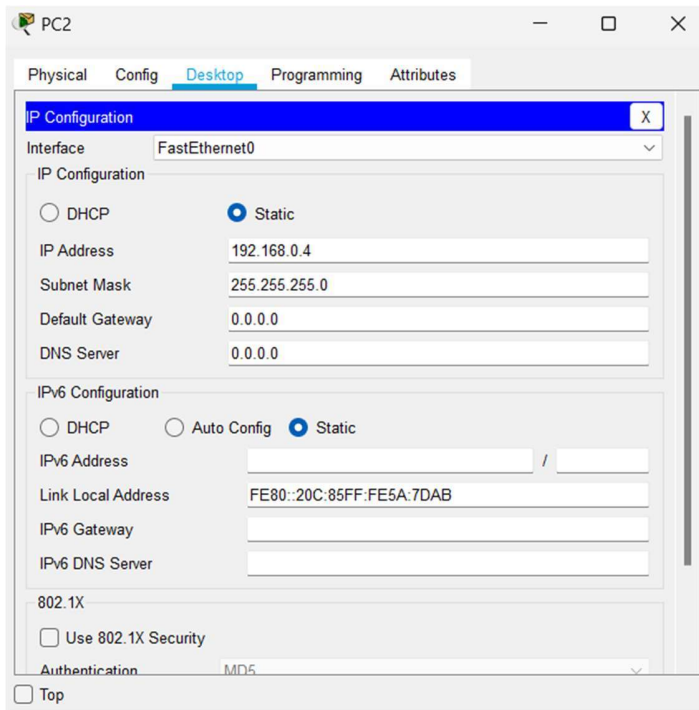 PC2
Physical Config Desktop Programming Attributes
IP Configuration X
Interface FastEthernet0
IP Configuration
DHCP Static
IP Address 192.168.0.4
Subnet Mask 255.255.255.0
Default Gateway 0.0.0.0
DNS Server 0.0.0.0
IPv6 Configuration
DHCP Auto Config Static
IPv6 Address /
Link Local Address FE80::20C:85FF:FE5A:7DAB
IPv6 Gateway
IPv6 DNS Server
802.1X
Use 802.1X Security
Authentication MD5
Top